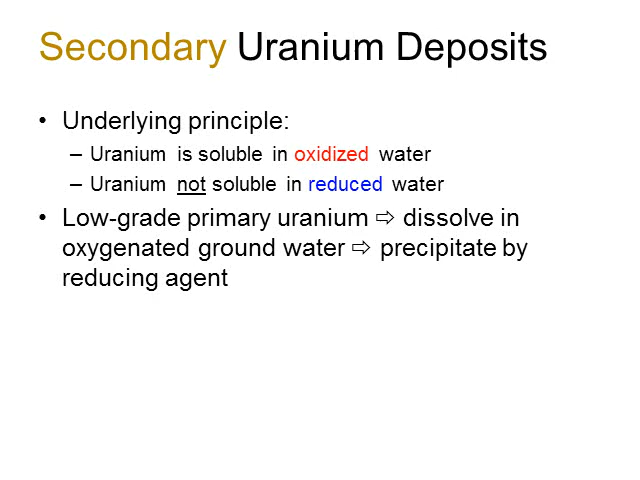 Secondary Uranium Deposits
• Underlying principle:
– Uranium is soluble in oxidized water
– Uranium not soluble in reduced water
• Low-grade primary uranium ⇨ dissolve in
oxygenated ground water ⇨ precipitate by
reducing agent